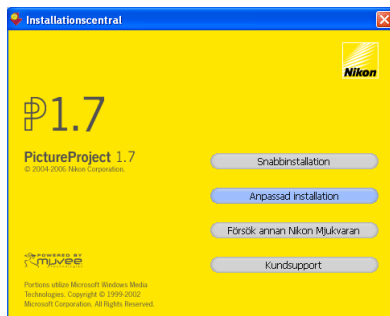 Installationscentral
Nikon
P1.7
PictureProject 1.7
© 2004-2006 Nikon Corporation.
Snabbinstallation
Anpassad installation
Försök annan Nikon Mjukvaran
Kundsupport
POWERED BY
muvee
Portions utilize Microsoft Windows Media
Technologies. Copyright © 1999-2002
Microsoft Corporation. All Rights Reserved.